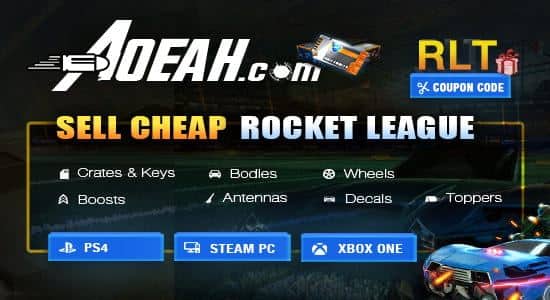 AOEAH.com
RLT
COUPON CODE
SELL CHEAP ROCKET LEAGUE
Crates & Keys Bodies Wheels
Boosts Antennas Decals Toppers
PS4 STEAM PC XBOX ONE